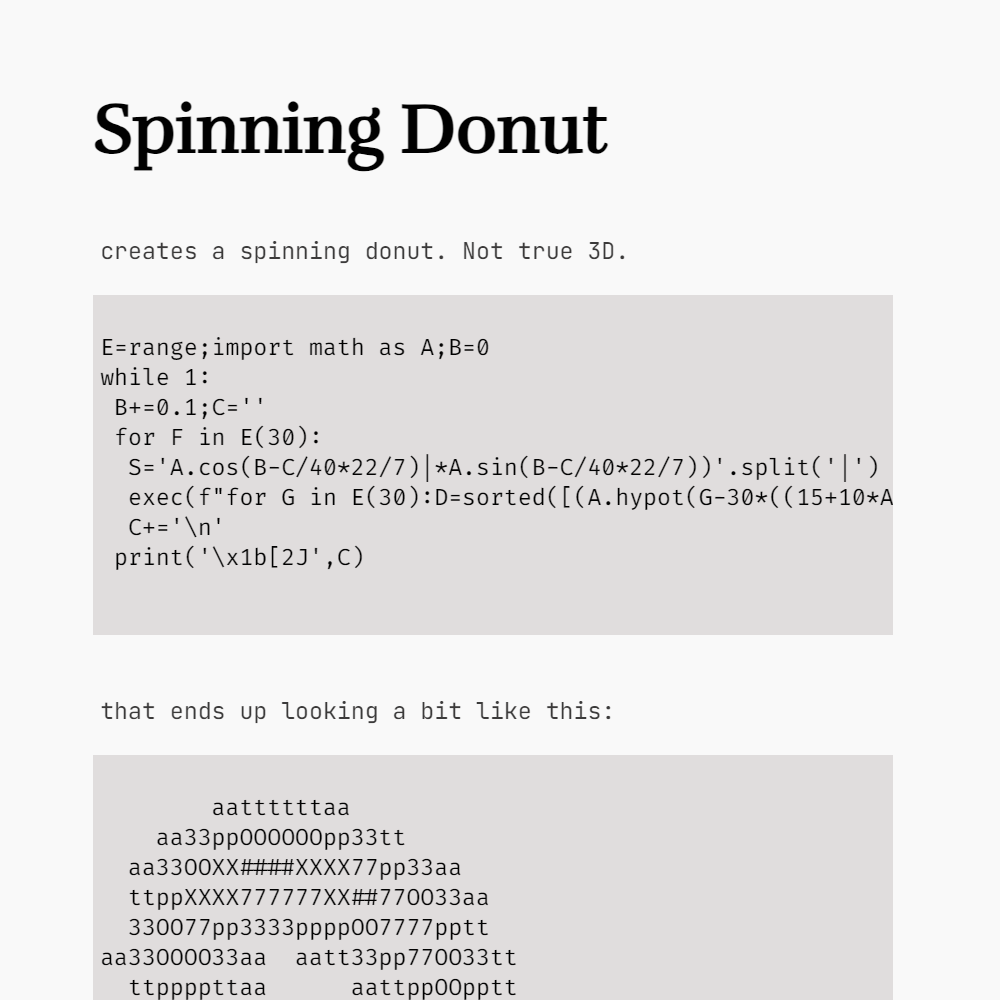 Spinning Donut
creates a spinning donut. Not true 3D.
E=range;import math as A;B=0
while 1:
 B+=0.1;C=''
 for F in E(30):
  S='A.cos(B-C/40*22/7)|*A.sin(B-C/40*22/7))'.split('|')
  exec(f"for G in E(30):D=sorted([(A.hypot(G-30*((15+10*A
  C+='\n'
 print('\x1b[2J',C)
that ends up looking a bit like this:
        aattttttaa
    aa33ppOOOOOOpp33tt
  aa33OOXX####XXXX77pp33aa
  ttppXXXX777777XX##77OO33aa
  33OO77pp3333ppppOO7777pptt
aa33OOOO33aa  aatt33pp77OO33tt
  ttppppttaa      aattppOOpptt